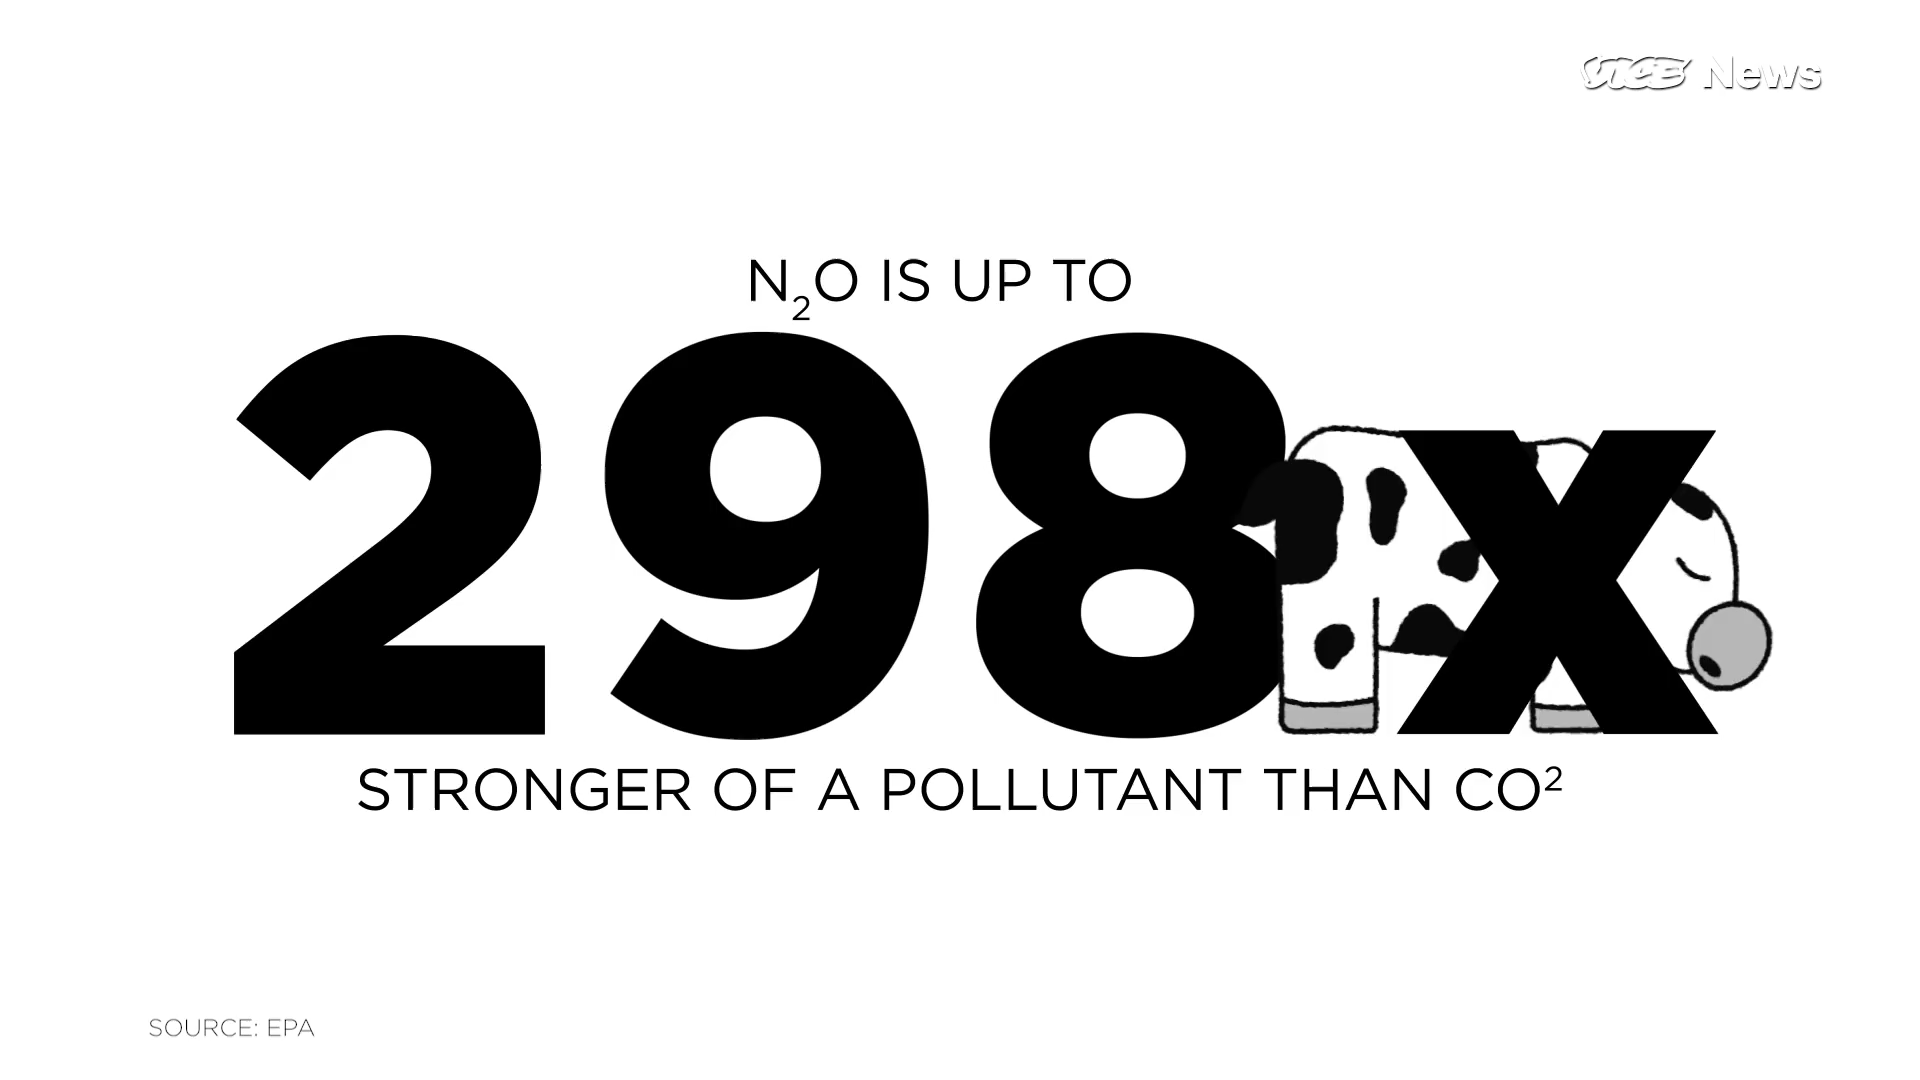 VICE News
N₂O IS UP TO
298x
STRONGER OF A POLLUTANT THAN CO²
SOURCE: EPA